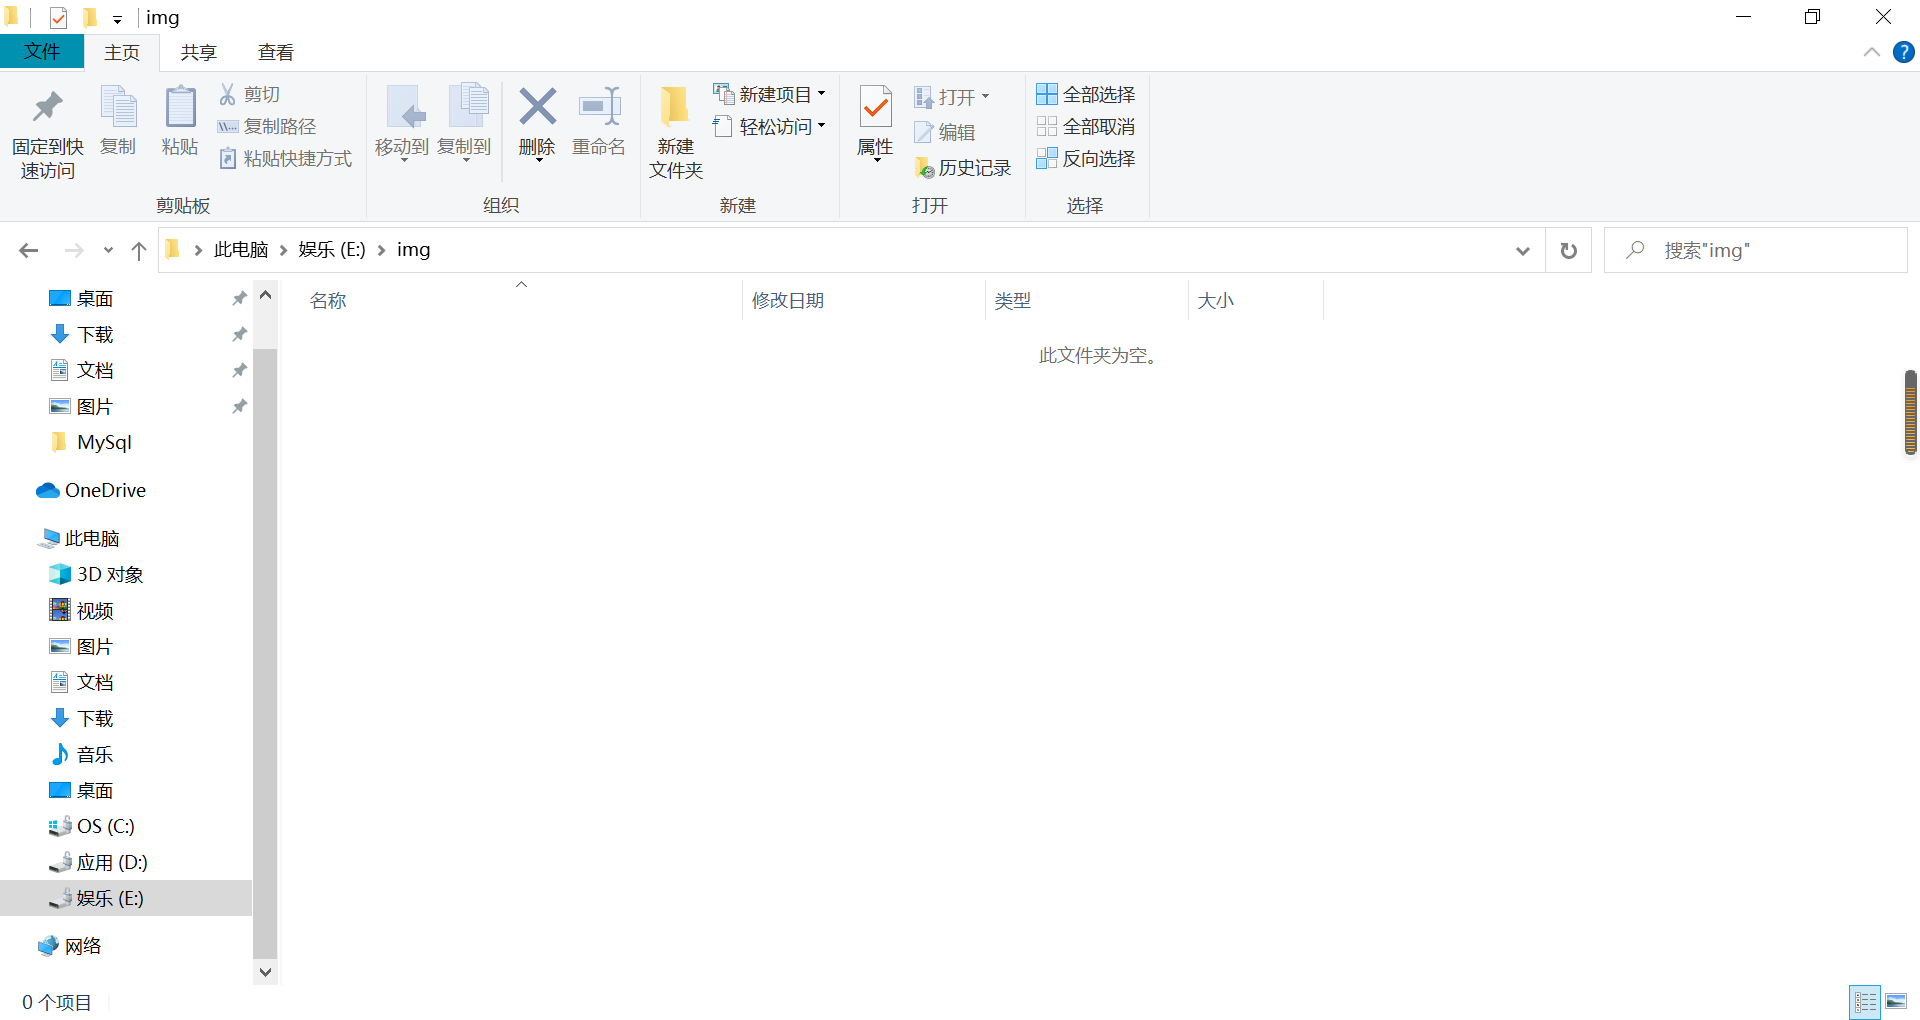 img
文件 主页 共享 查看
固定到快
速访问
复制
粘贴
剪切
复制路径
粘贴快捷方式
剪贴板
移动到
复制到
删除
重命名
组织
新建
文件夹
新建项目
轻松访问
新建
属性
打开
编辑
历史记录
打开
全部选择
全部取消
反向选择
选择
此电脑 娱乐 (E:) img
搜索"img"
名称 修改日期 类型 大小
此文件夹为空。
桌面
下载
文档
图片
MySql
OneDrive
此电脑
3D 对象
视频
图片
文档
下载
音乐
桌面
OS (C:)
应用 (D:)
娱乐 (E:)
网络
0 个项目